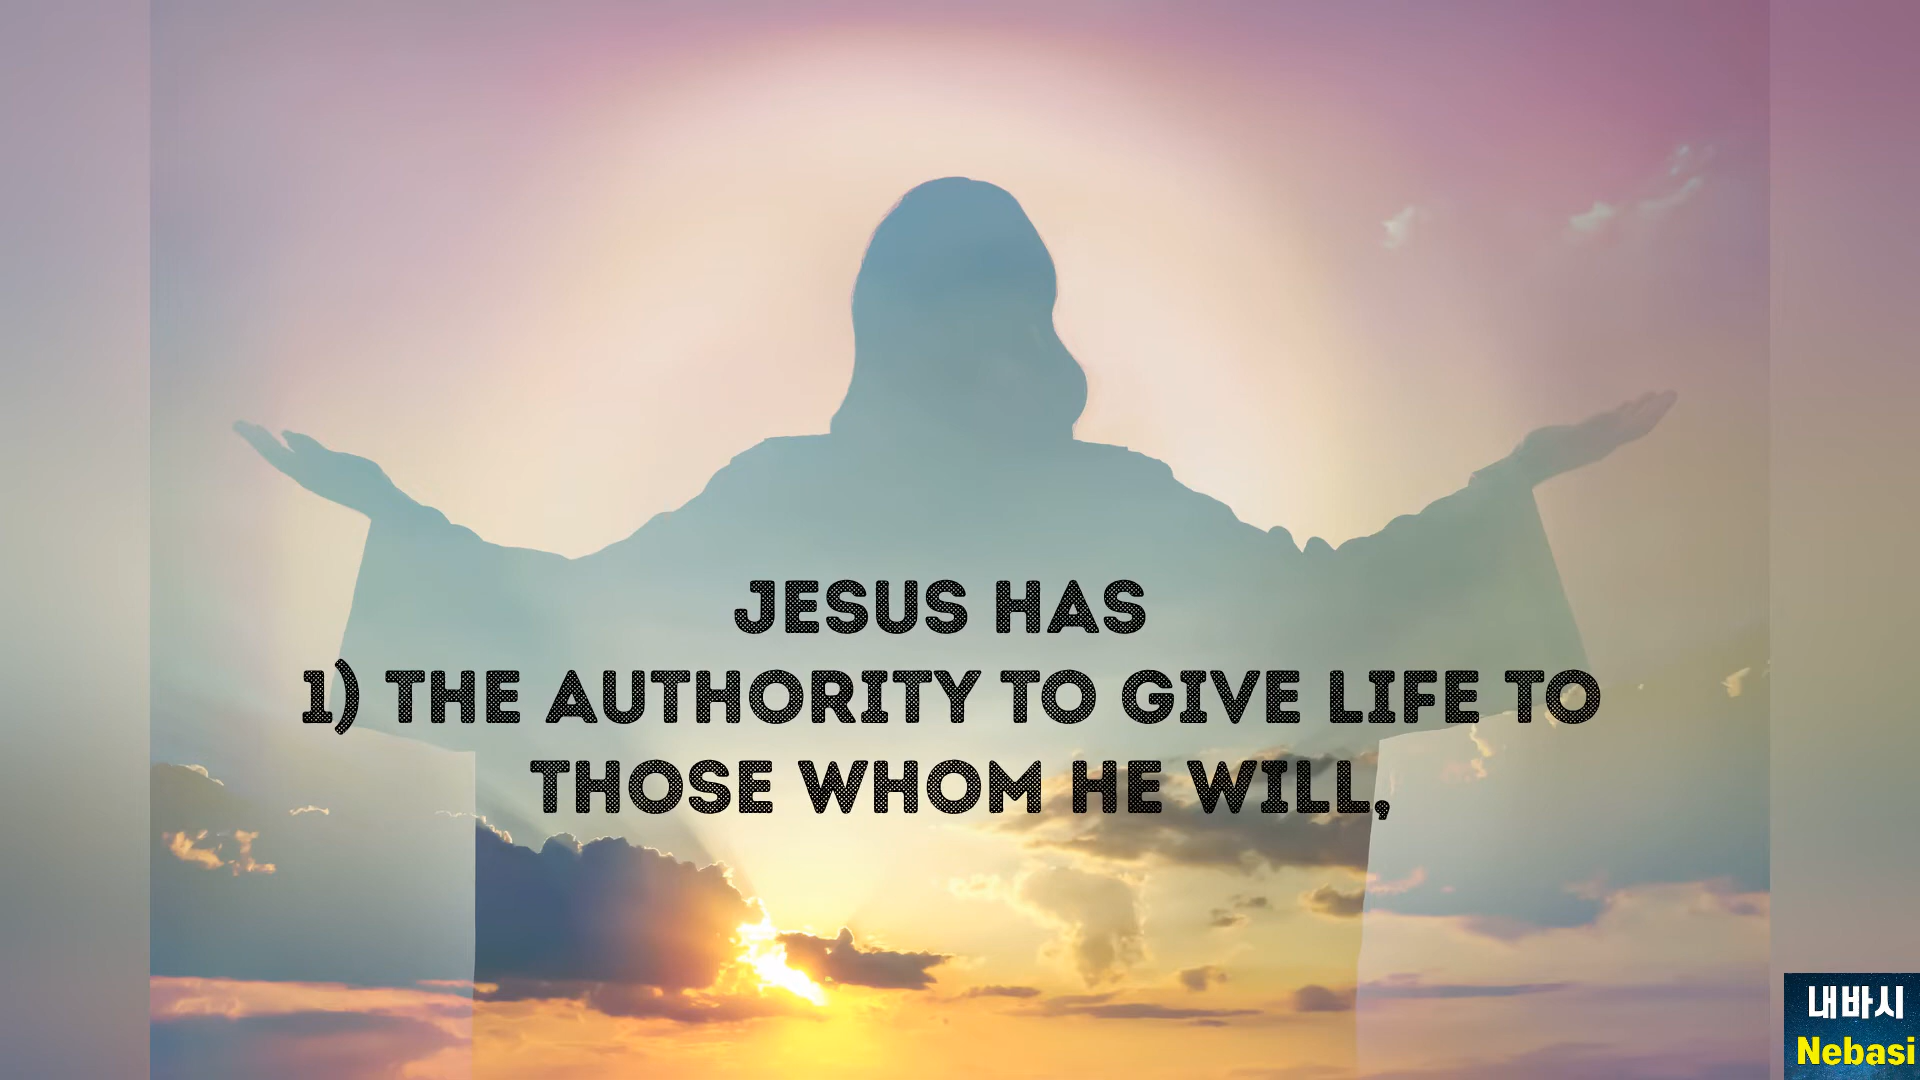 JESUS HAS
1) THE AUTHORITY TO GIVE LIFE TO
THOSE WHOM HE WILL,
내바시
Nebasi